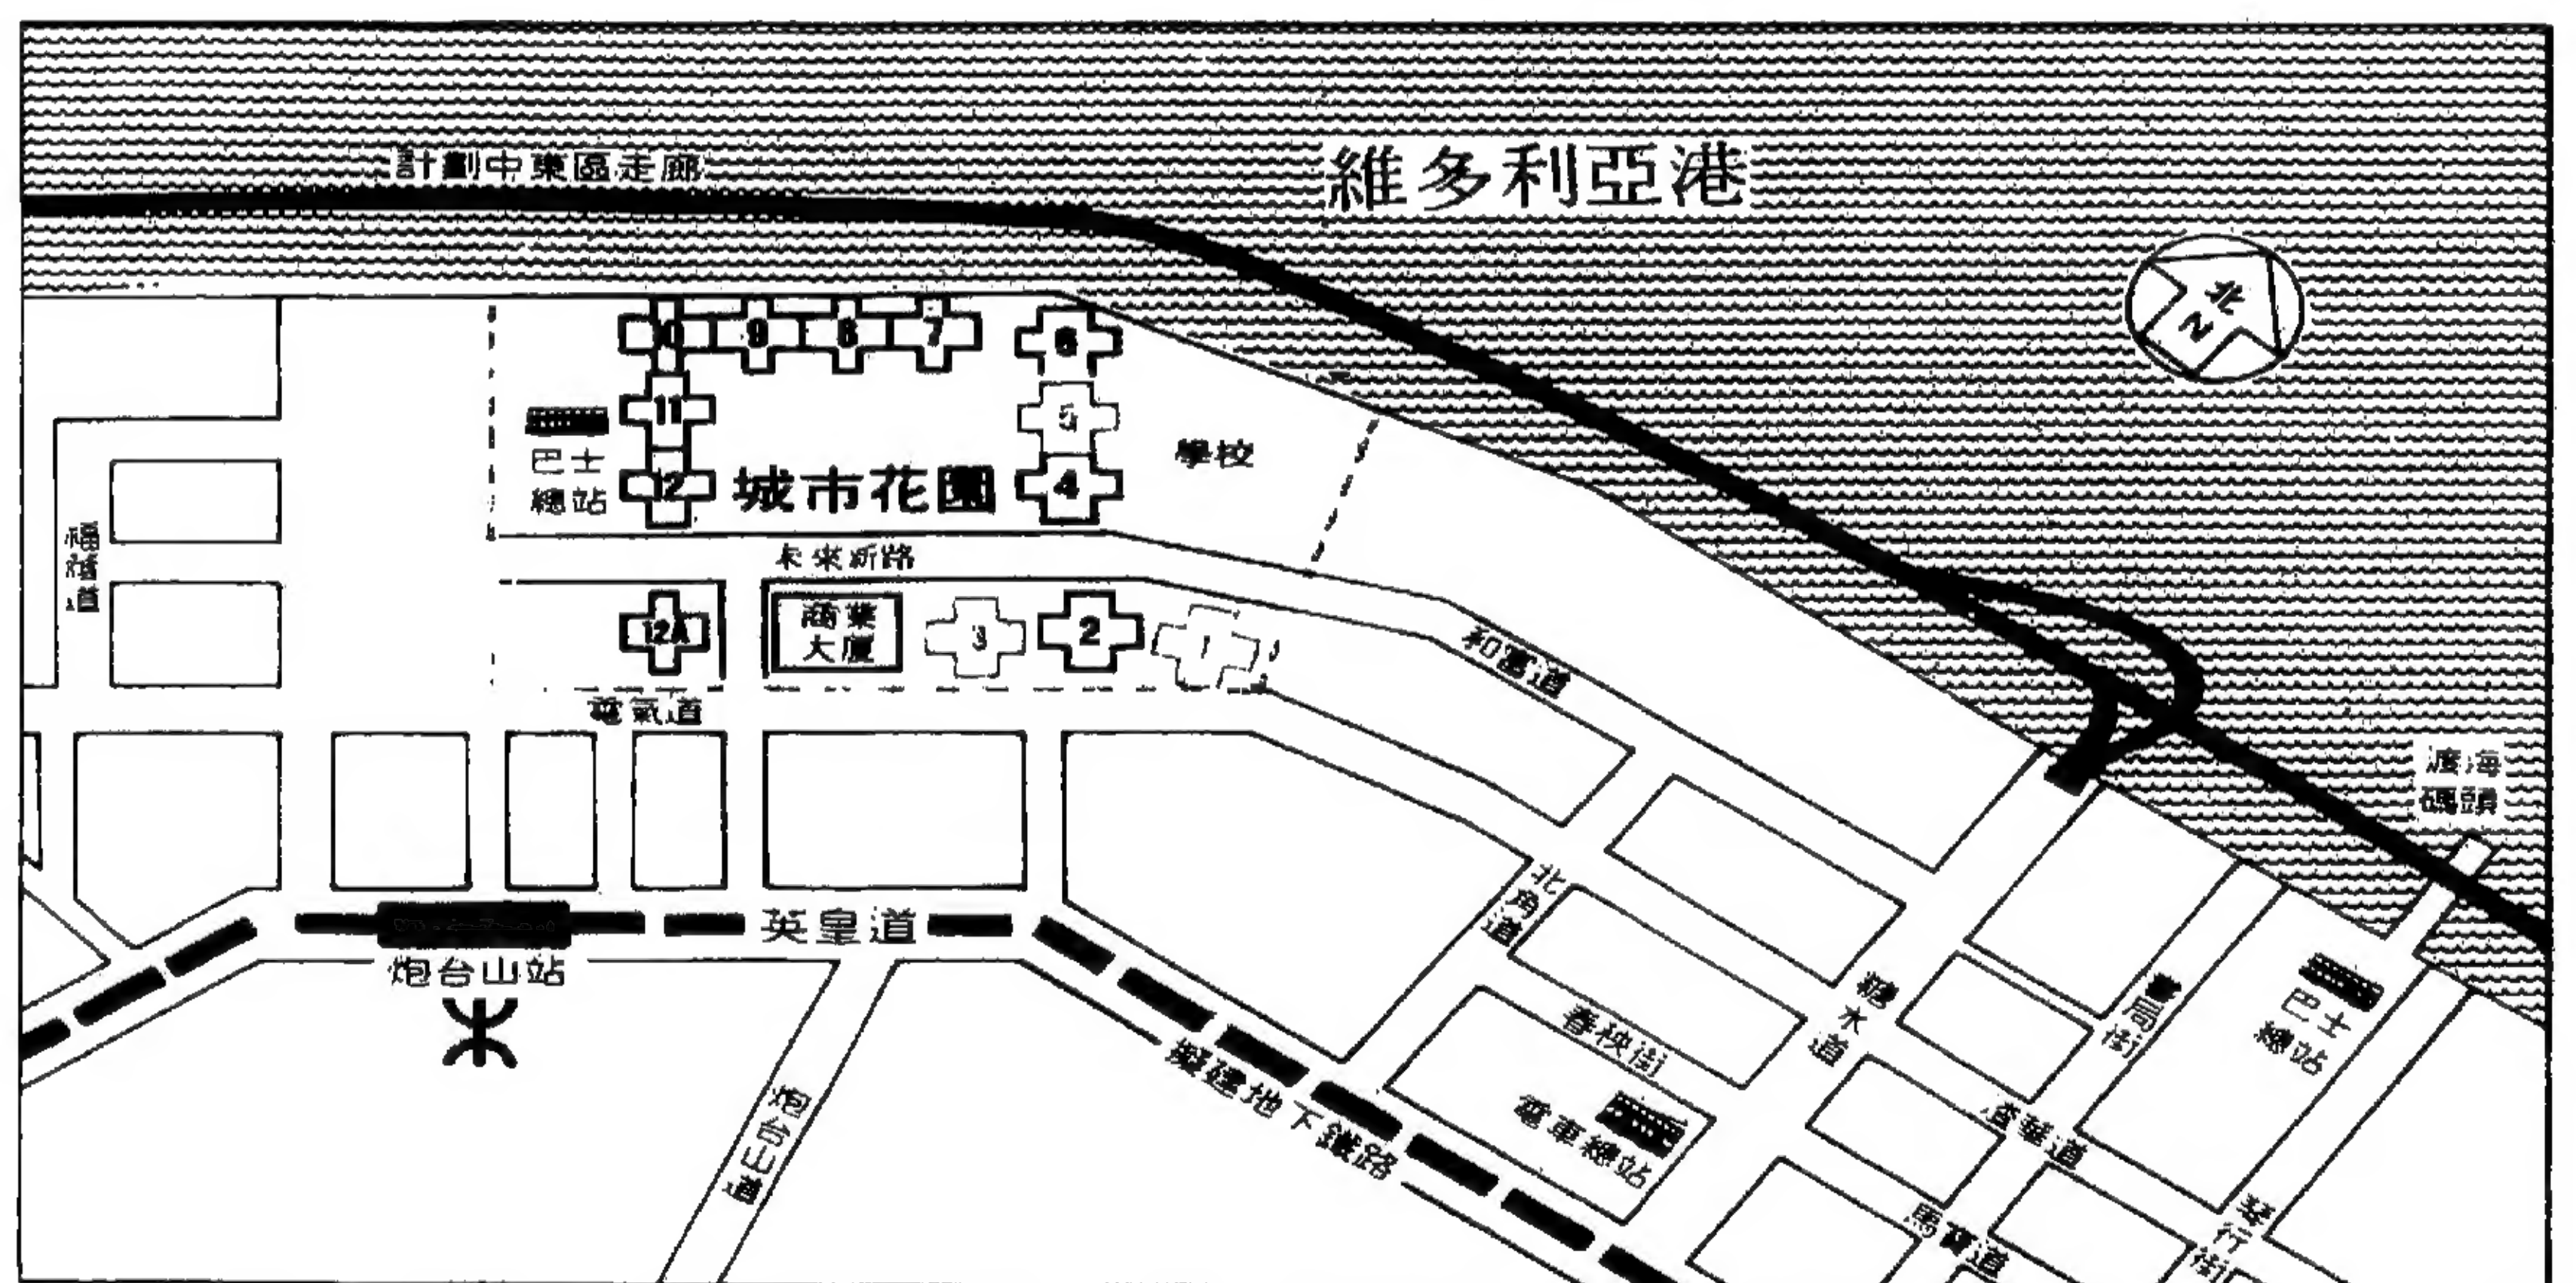 計劃中東區走廊
維多利亞港
北
N
10
9
8
7
6
11
5
巴士
總站
12
城市花園
4
學校
福蔭道
未來新路
12A
商業
大廈
3
2
1
和富道
電氣道
渡海
碼頭
北角道
英皇道
炮台山站
糖水道
書局街
巴士
總站
春秧街
擬建地下鐵路
電車總站
炮台山道
渣華道
馬寶道
琴行街